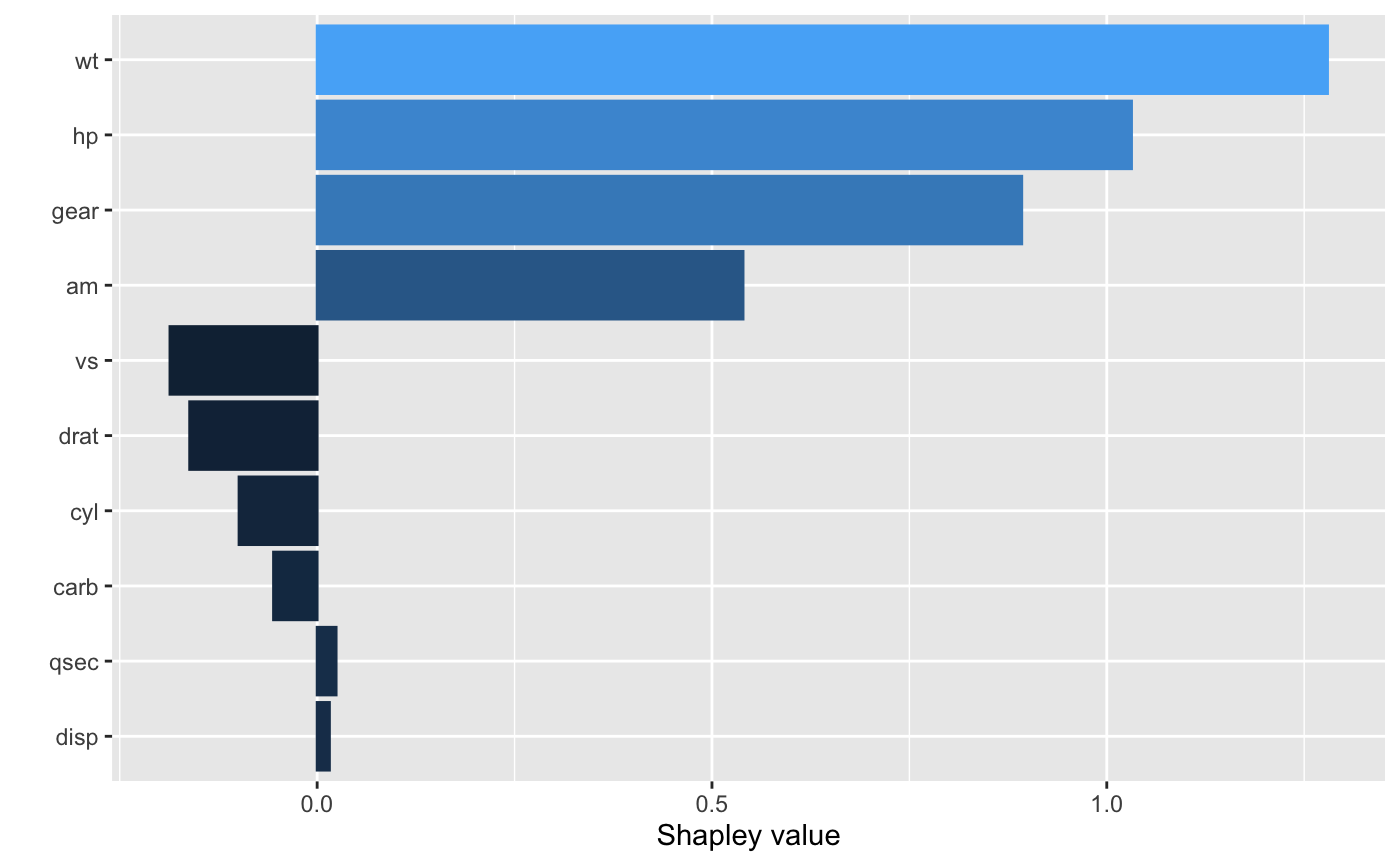 wt
hp
gear
am
vs
drat
cyl
carb
qsec
disp
0.0 0.5 1.0
Shapley value